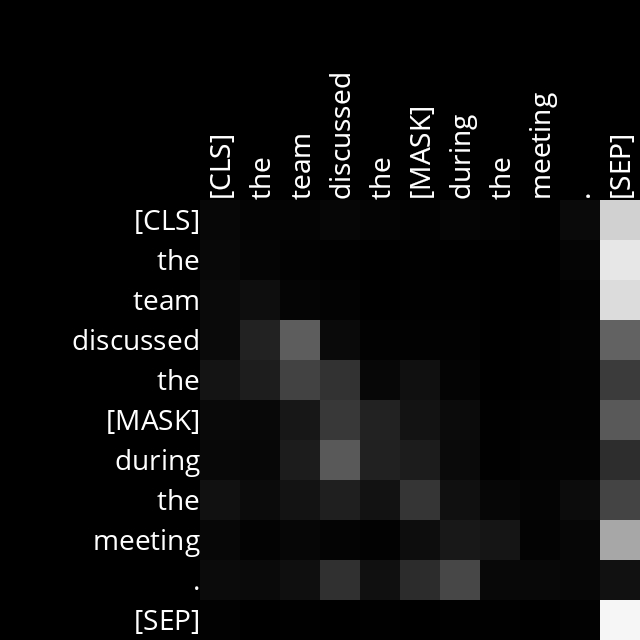 [CLS] the team discussed the [MASK] during the meeting . [SEP]
[CLS]
the
team
discussed
the
[MASK]
during
the
meeting
.
[SEP]